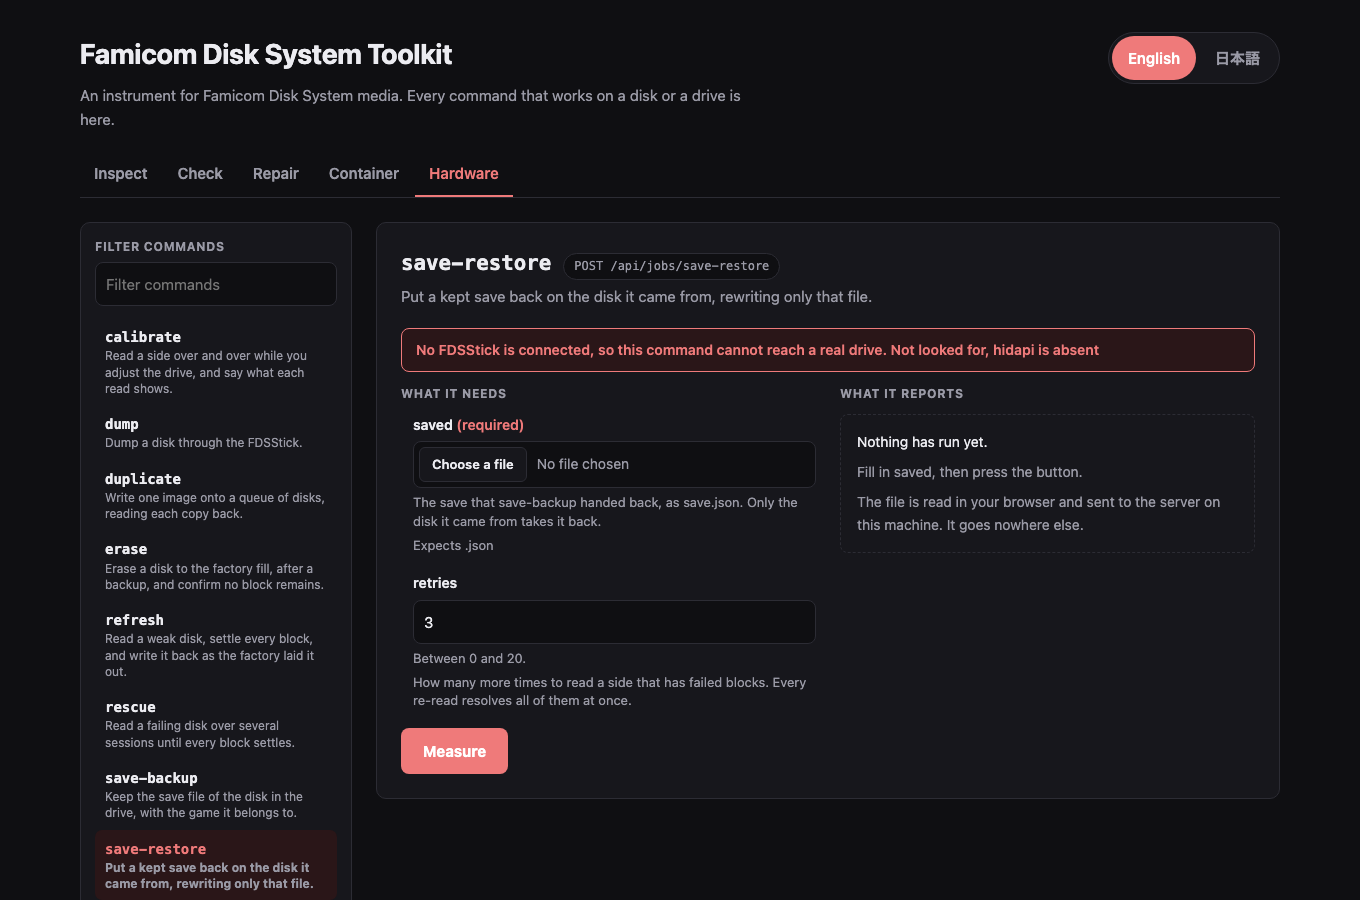 Famicom Disk System Toolkit
English
日本語
An instrument for Famicom Disk System media. Every command that works on a disk or a drive is
here.
Inspect
Check
Repair
Container
Hardware
FILTER COMMANDS
Filter commands
calibrate
Read a side over and over while you
adjust the drive, and say what each
read shows.
dump
Dump a disk through the FDSStick.
duplicate
Write one image onto a queue of disks,
reading each copy back.
erase
Erase a disk to the factory fill, after a
backup, and confirm no block remains.
refresh
Read a weak disk, settle every block,
and write it back as the factory laid it
out.
rescue
Read a failing disk over several
sessions until every block settles.
save-backup
Keep the save file of the disk in the
drive, with the game it belongs to.
save-restore
Put a kept save back on the disk it
came from, rewriting only that file.
save-restore
POST /api/jobs/save-restore
Put a kept save back on the disk it came from, rewriting only that file.
No FDSStick is connected, so this command cannot reach a real drive. Not looked for, hidapi is absent
WHAT IT NEEDS
saved (required)
Choose a file
No file chosen
The save that save-backup handed back, as save.json. Only the
disk it came from takes it back.
Expects .json
retries
3
Between 0 and 20.
How many more times to read a side that has failed blocks. Every
re-read resolves all of them at once.
Measure
WHAT IT REPORTS
Nothing has run yet.
Fill in saved, then press the button.
The file is read in your browser and sent to the server on
this machine. It goes nowhere else.